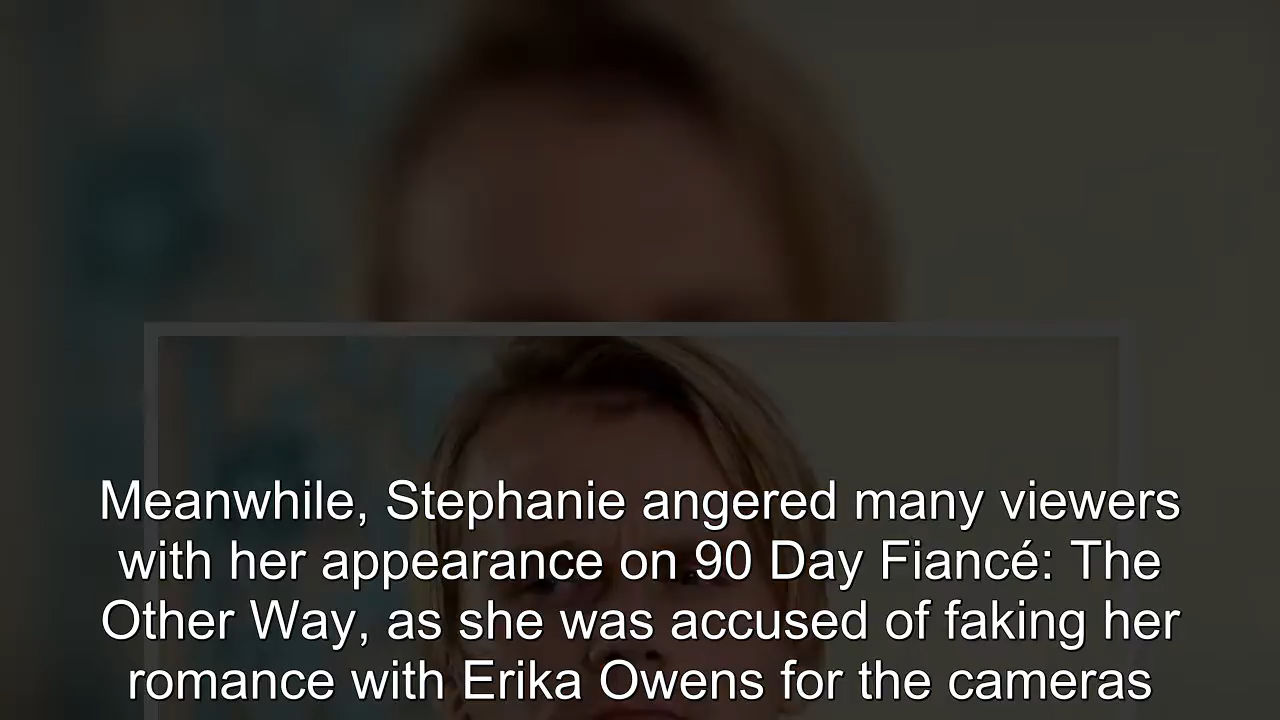 Meanwhile, Stephanie angered many viewers
with her appearance on 90 Day Fiancé: The
Other Way, as she was accused of faking her
romance with Erika Owens for the cameras